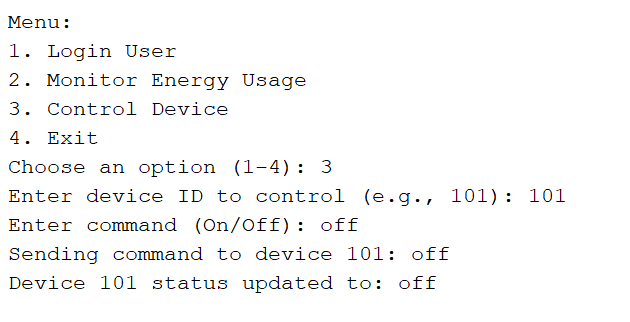 Menu:
1. Login User
2. Monitor Energy Usage
3. Control Device
4. Exit
Choose an option (1-4): 3
Enter device ID to control (e.g., 101): 101
Enter command (On/Off): off
Sending command to device 101: off
Device 101 status updated to: off